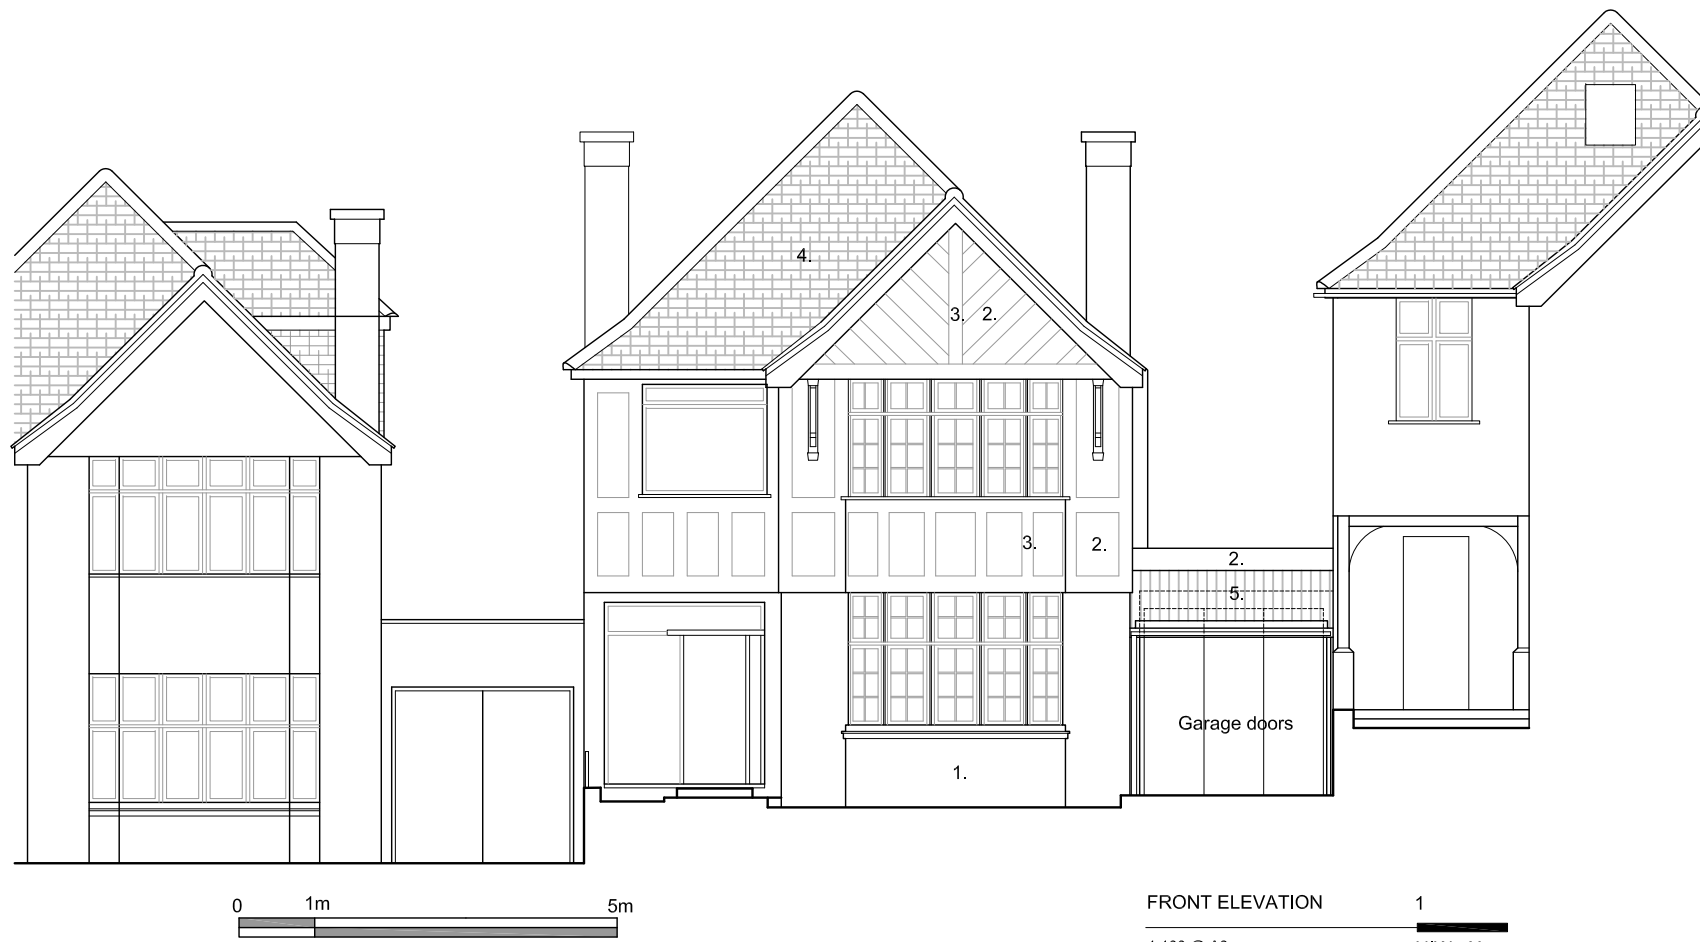 4.
3. 2.
3. 2.
2.
5.
Garage doors
1.
0 1m 5m
FRONT ELEVATION 1